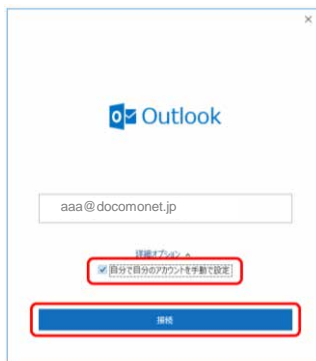 Outlook
aaa@docomonet.jp
詳細オプション
自分で自分のアカウントを手動で設定
接続